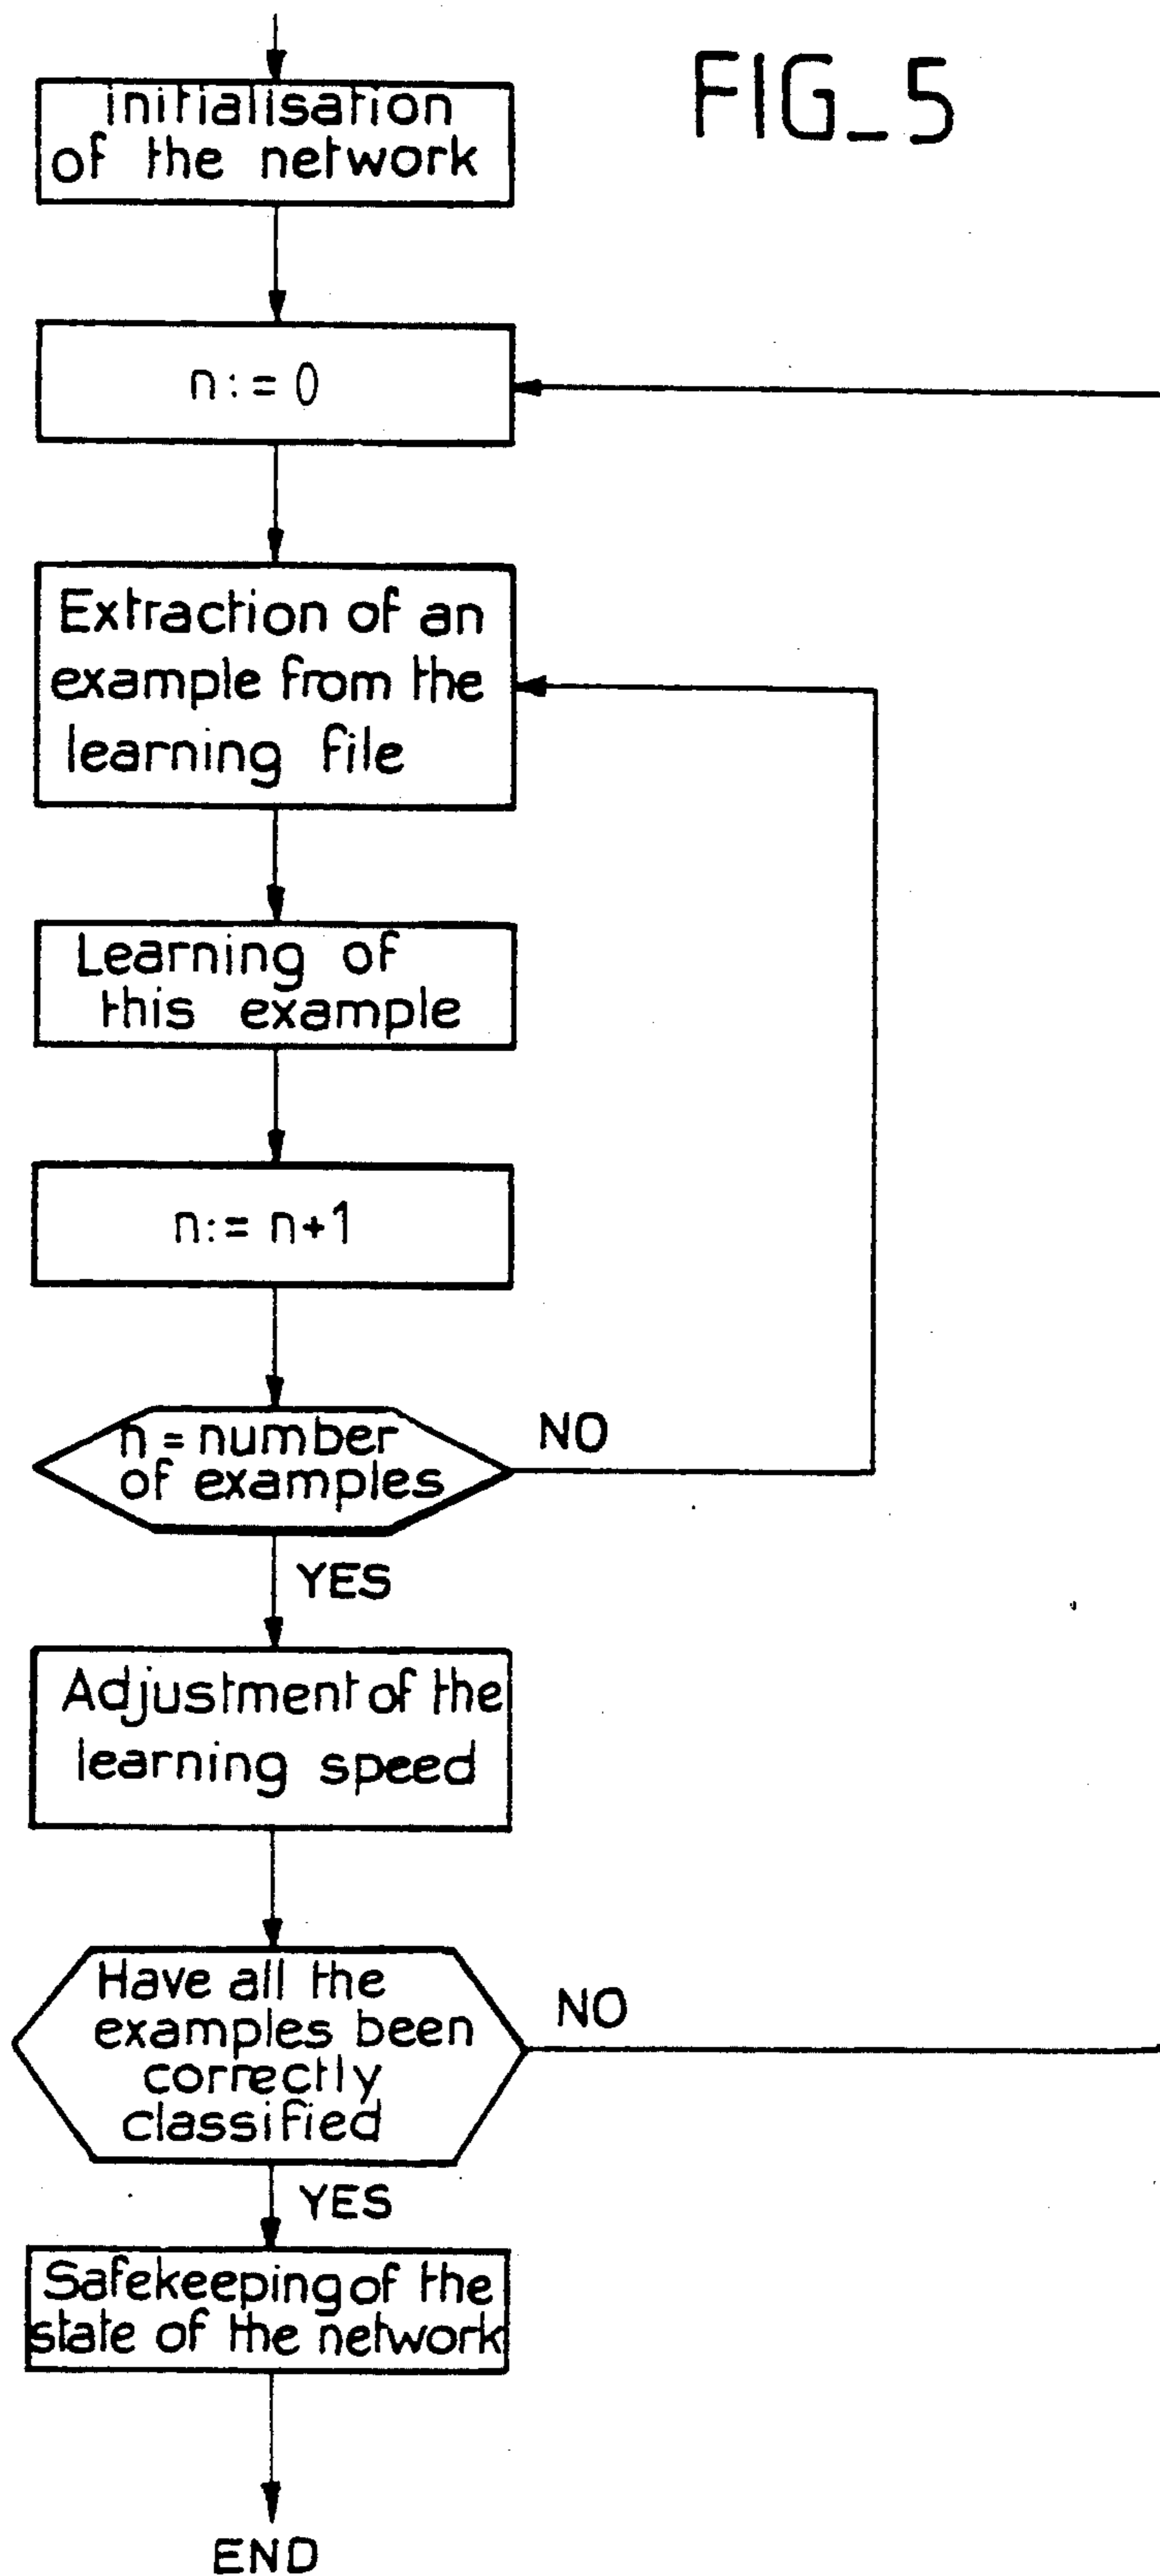 FIG_5
initialisation
of the network
n:=0
Extraction of an
example from the
learning file
Learning of
this example
n:=n+1
n=number
of examples
NO
YES
Adjustment of the
learning speed
Have all the
examples been
correctly
classified
NO
YES
Safekeeping of the
state of the network
END